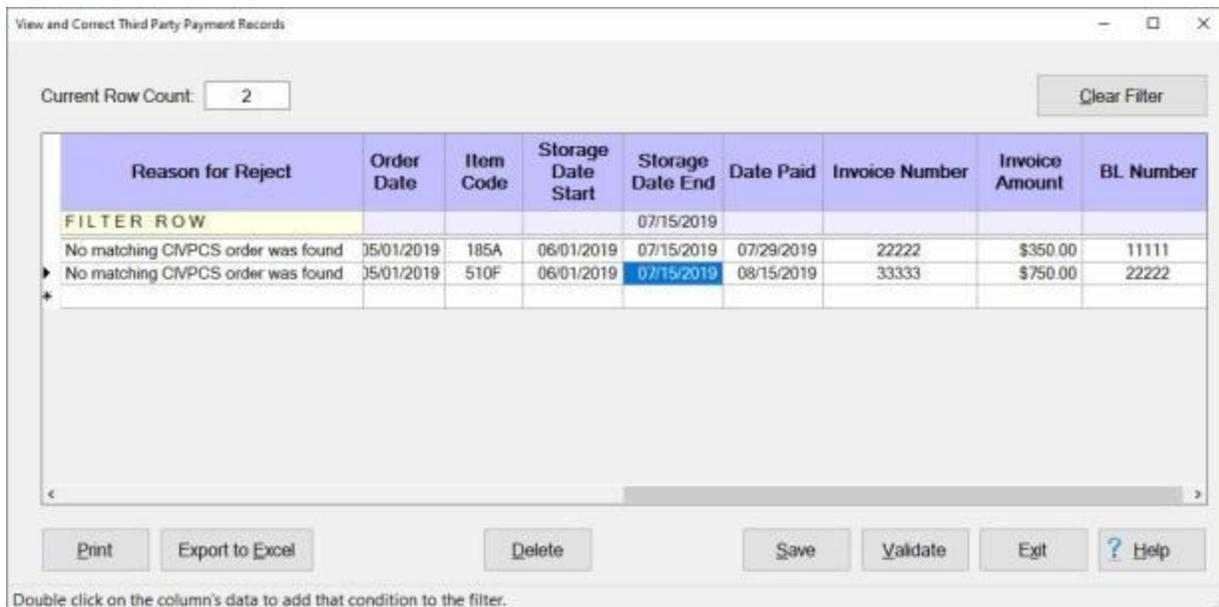 View and Correct Third Party Payment Records
Current Row Count: 2 Clear Filter
Reason for Reject Order Date Item Code Storage Date Start Storage Date End Date Paid Invoice Number Invoice Amount BL Number
FILTER ROW 07/15/2019
No matching CIVPCS order was found 05/01/2019 185A 06/01/2019 07/15/2019 07/29/2019 22222 $350.00 11111
No matching CIVPCS order was found 05/01/2019 510F 06/01/2019 07/15/2019 08/15/2019 33333 $750.00 22222
Print Export to Excel Delete Save Validate Exit ? Help
Double click on the column's data to add that condition to the filter.